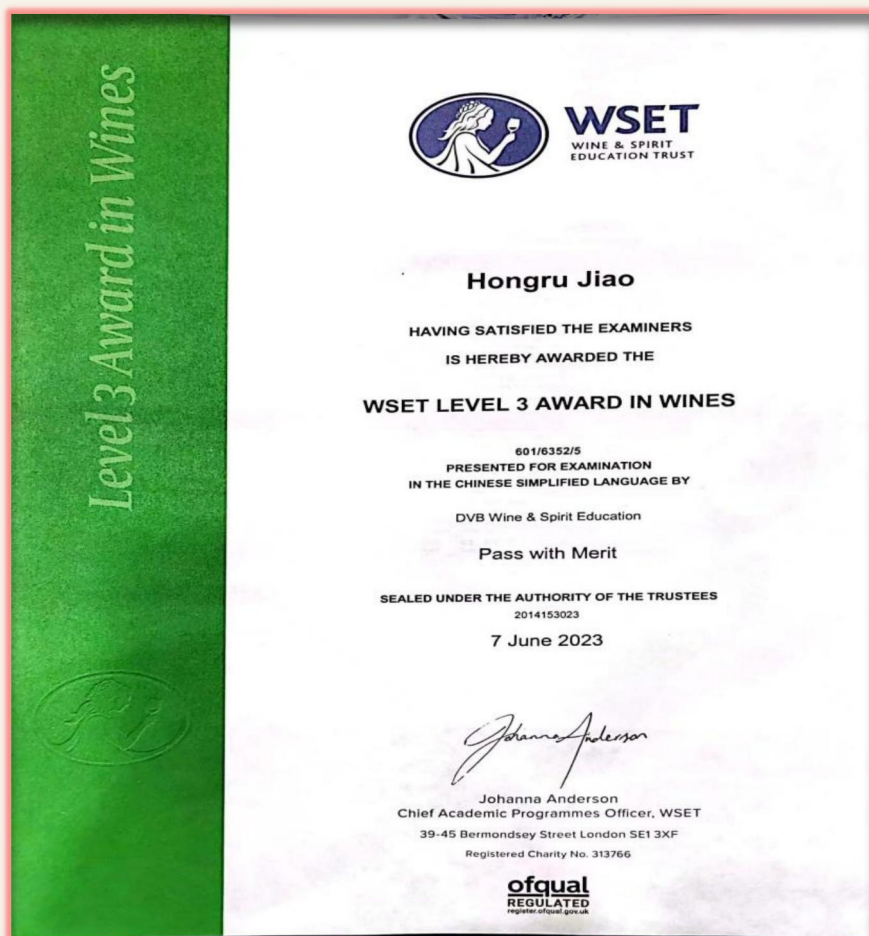 Level 3 Award in Wines
WSET
WINE & SPIRIT
EDUCATION TRUST
Hongru Jiao
HAVING SATISFIED THE EXAMINERS
IS HEREBY AWARDED THE
WSET LEVEL 3 AWARD IN WINES
601/6352/5
PRESENTED FOR EXAMINATION
IN THE CHINESE SIMPLIFIED LANGUAGE BY
DVB Wine & Spirit Education
Pass with Merit
SEALED UNDER THE AUTHORITY OF THE TRUSTEES
2014153023
7 June 2023
Johanna Anderson
Johanna Anderson
Chief Academic Programmes Officer, WSET
39-45 Bermondsey Street London SE1 3XF
Registered Charity No. 313766
ofqual
REGULATED
register.ofqual.gov.uk